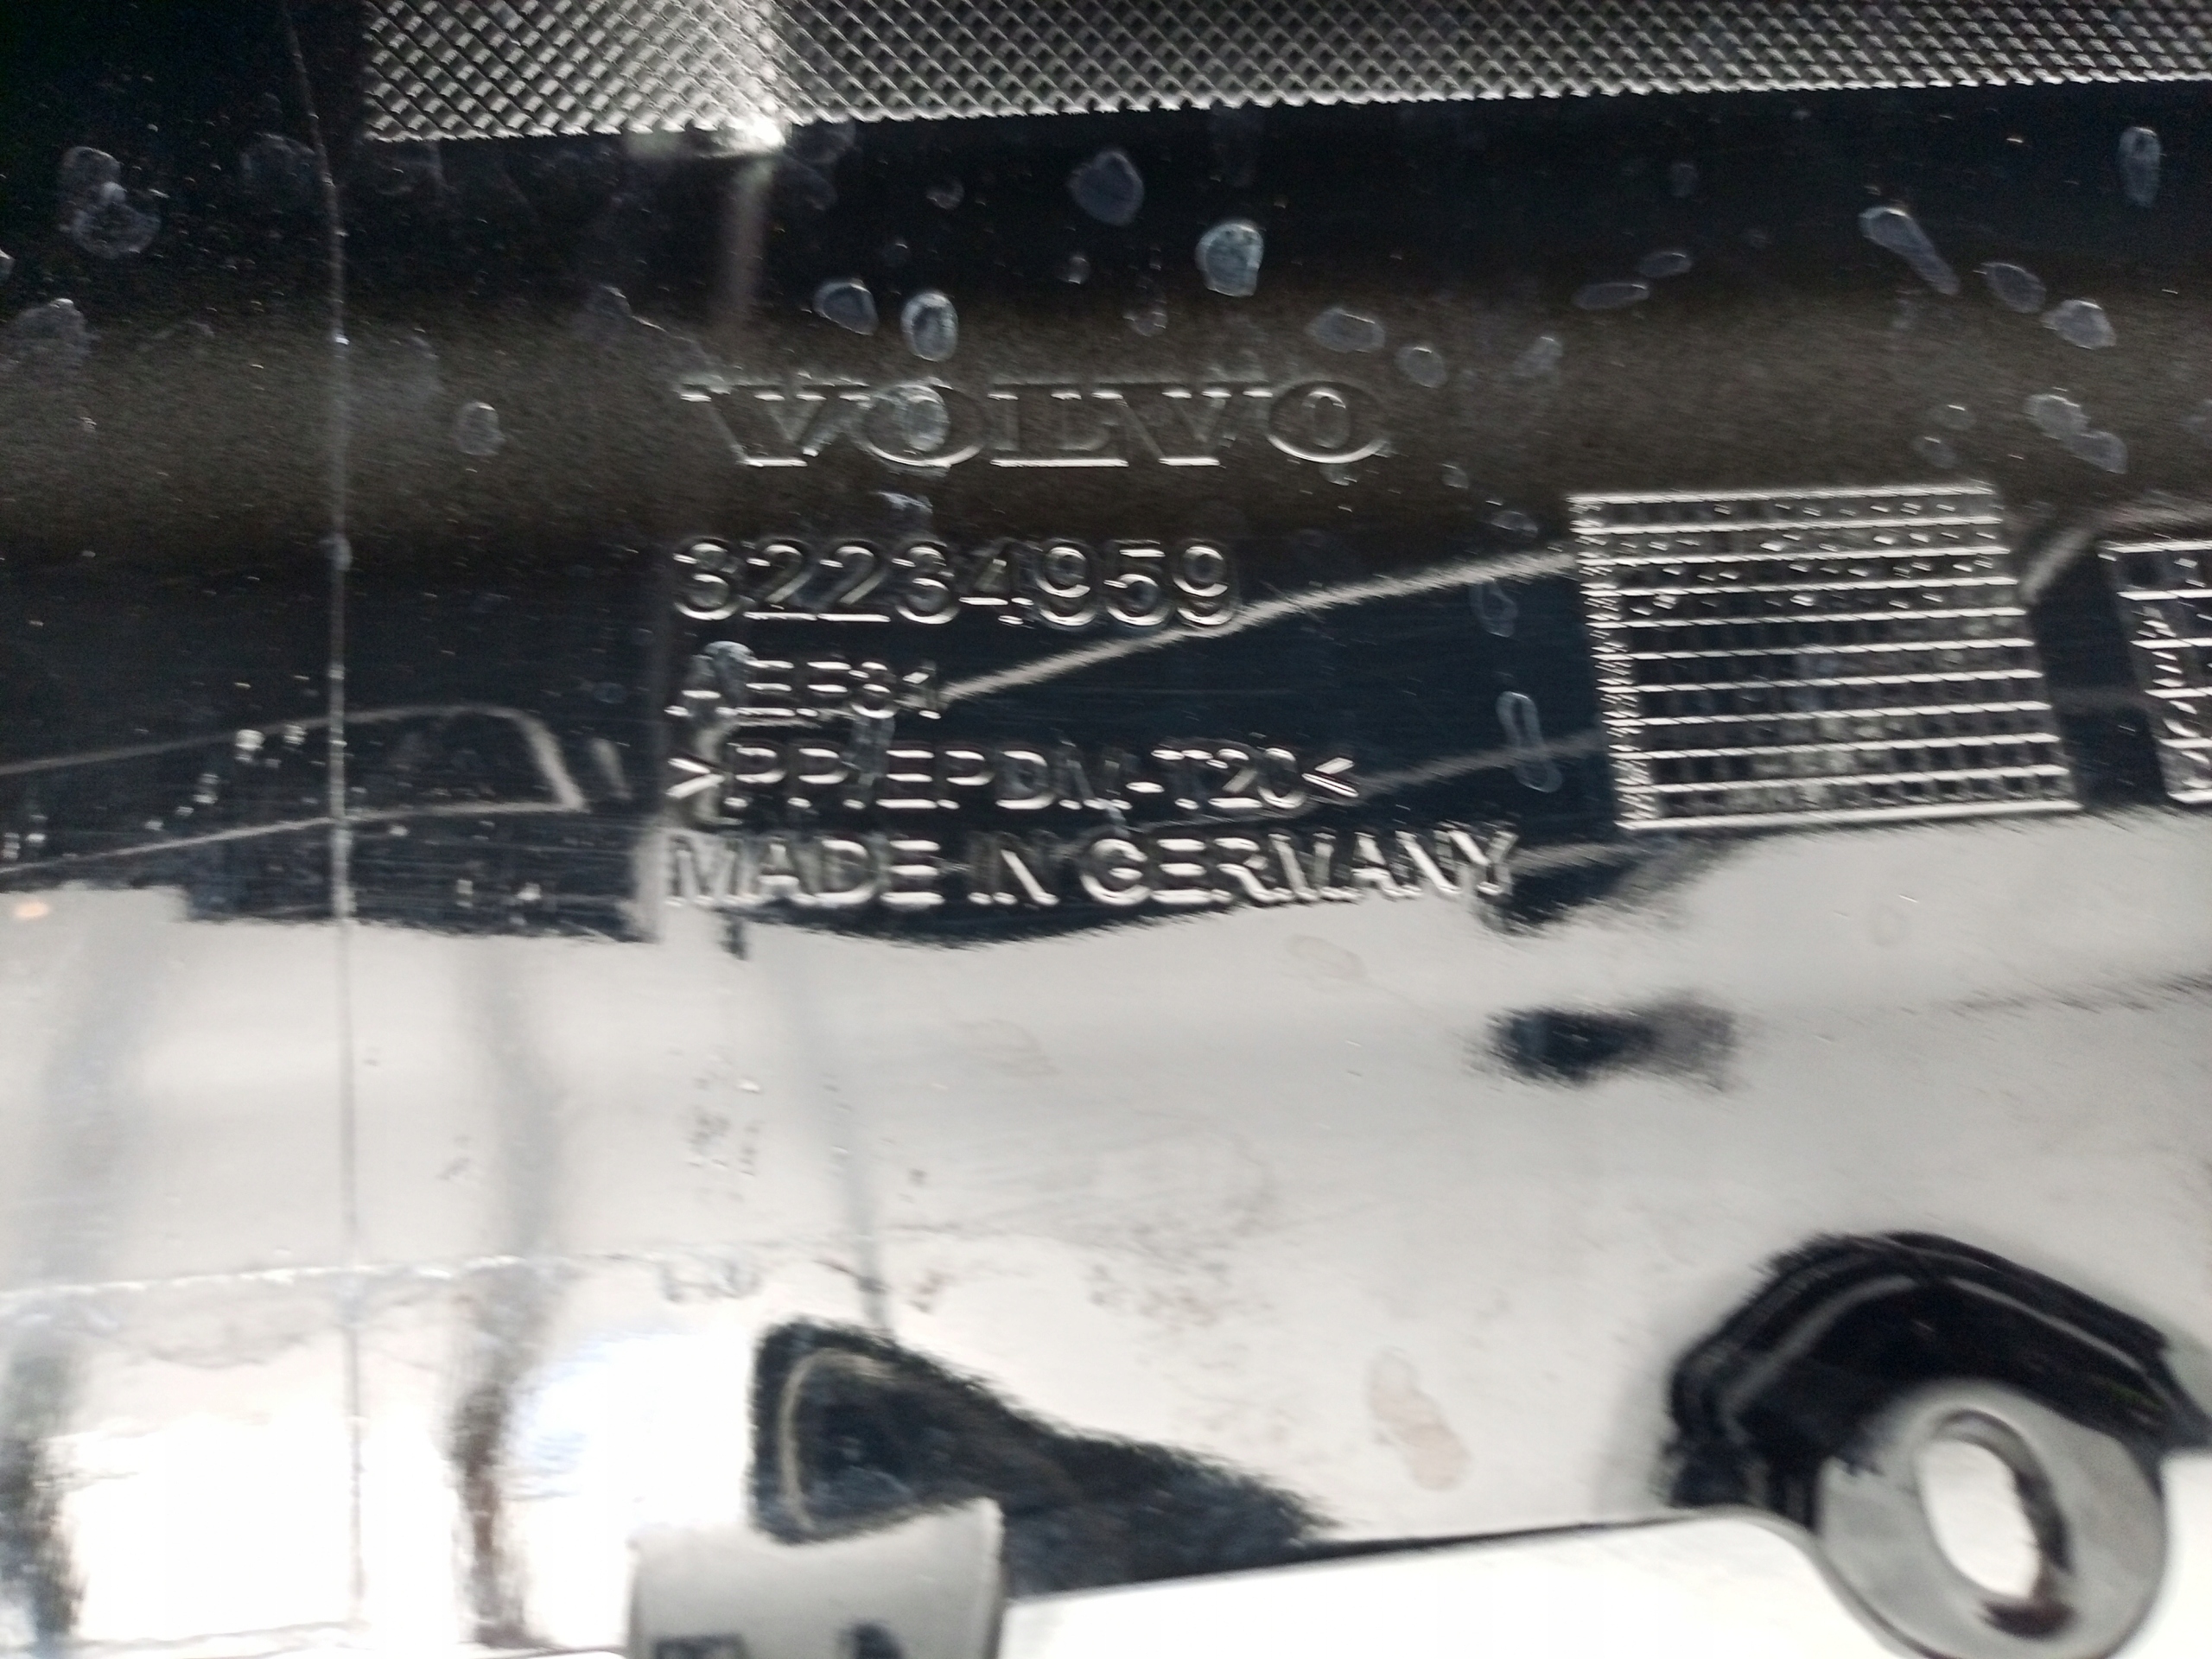 VOLVO
32234959
>PP/EPDM-T20<
MADE IN GERMANY